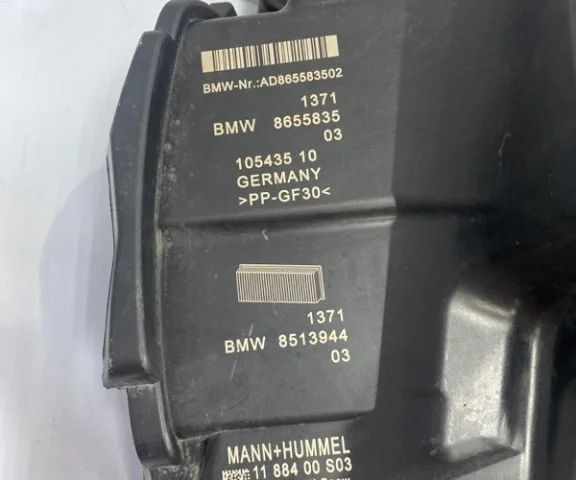 BMW-Nr.:AD865583502
1371
BMW 8655835
03
105435 10
GERMANY
>PP-GF30<
1371
BMW 8513944
03
MANN+HUMMEL
11 884 00 S03